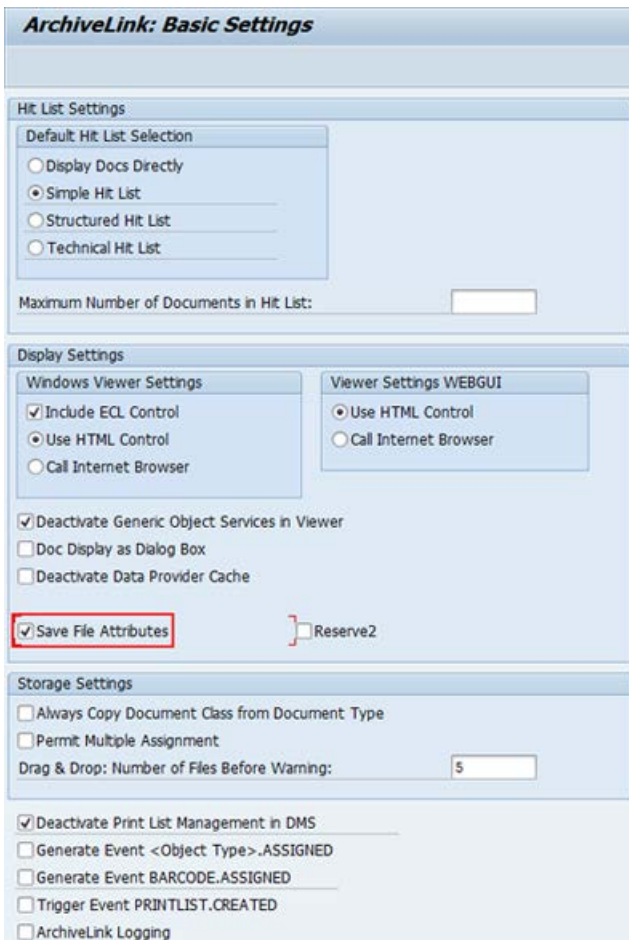 ArchiveLink: Basic Settings
Hit List Settings
Default Hit List Selection
Display Docs Directly
Simple Hit List
Structured Hit List
Technical Hit List
Maximum Number of Documents in Hit List:
Display Settings
Windows Viewer Settings
Include ECL Control
Use HTML Control
Call Internet Browser
Viewer Settings WEBGUI
Use HTML Control
Call Internet Browser
Deactivate Generic Object Services in Viewer
Doc Display as Dialog Box
Deactivate Data Provider Cache
Save File Attributes
Reserve2
Storage Settings
Always Copy Document Class from Document Type
Permit Multiple Assignment
Drag & Drop: Number of Files Before Warning: 5
Deactivate Print List Management in DMS
Generate Event <Object Type>.ASSIGNED
Generate Event BARCODE.ASSIGNED
Trigger Event PRINTLIST.CREATED
ArchiveLink Logging